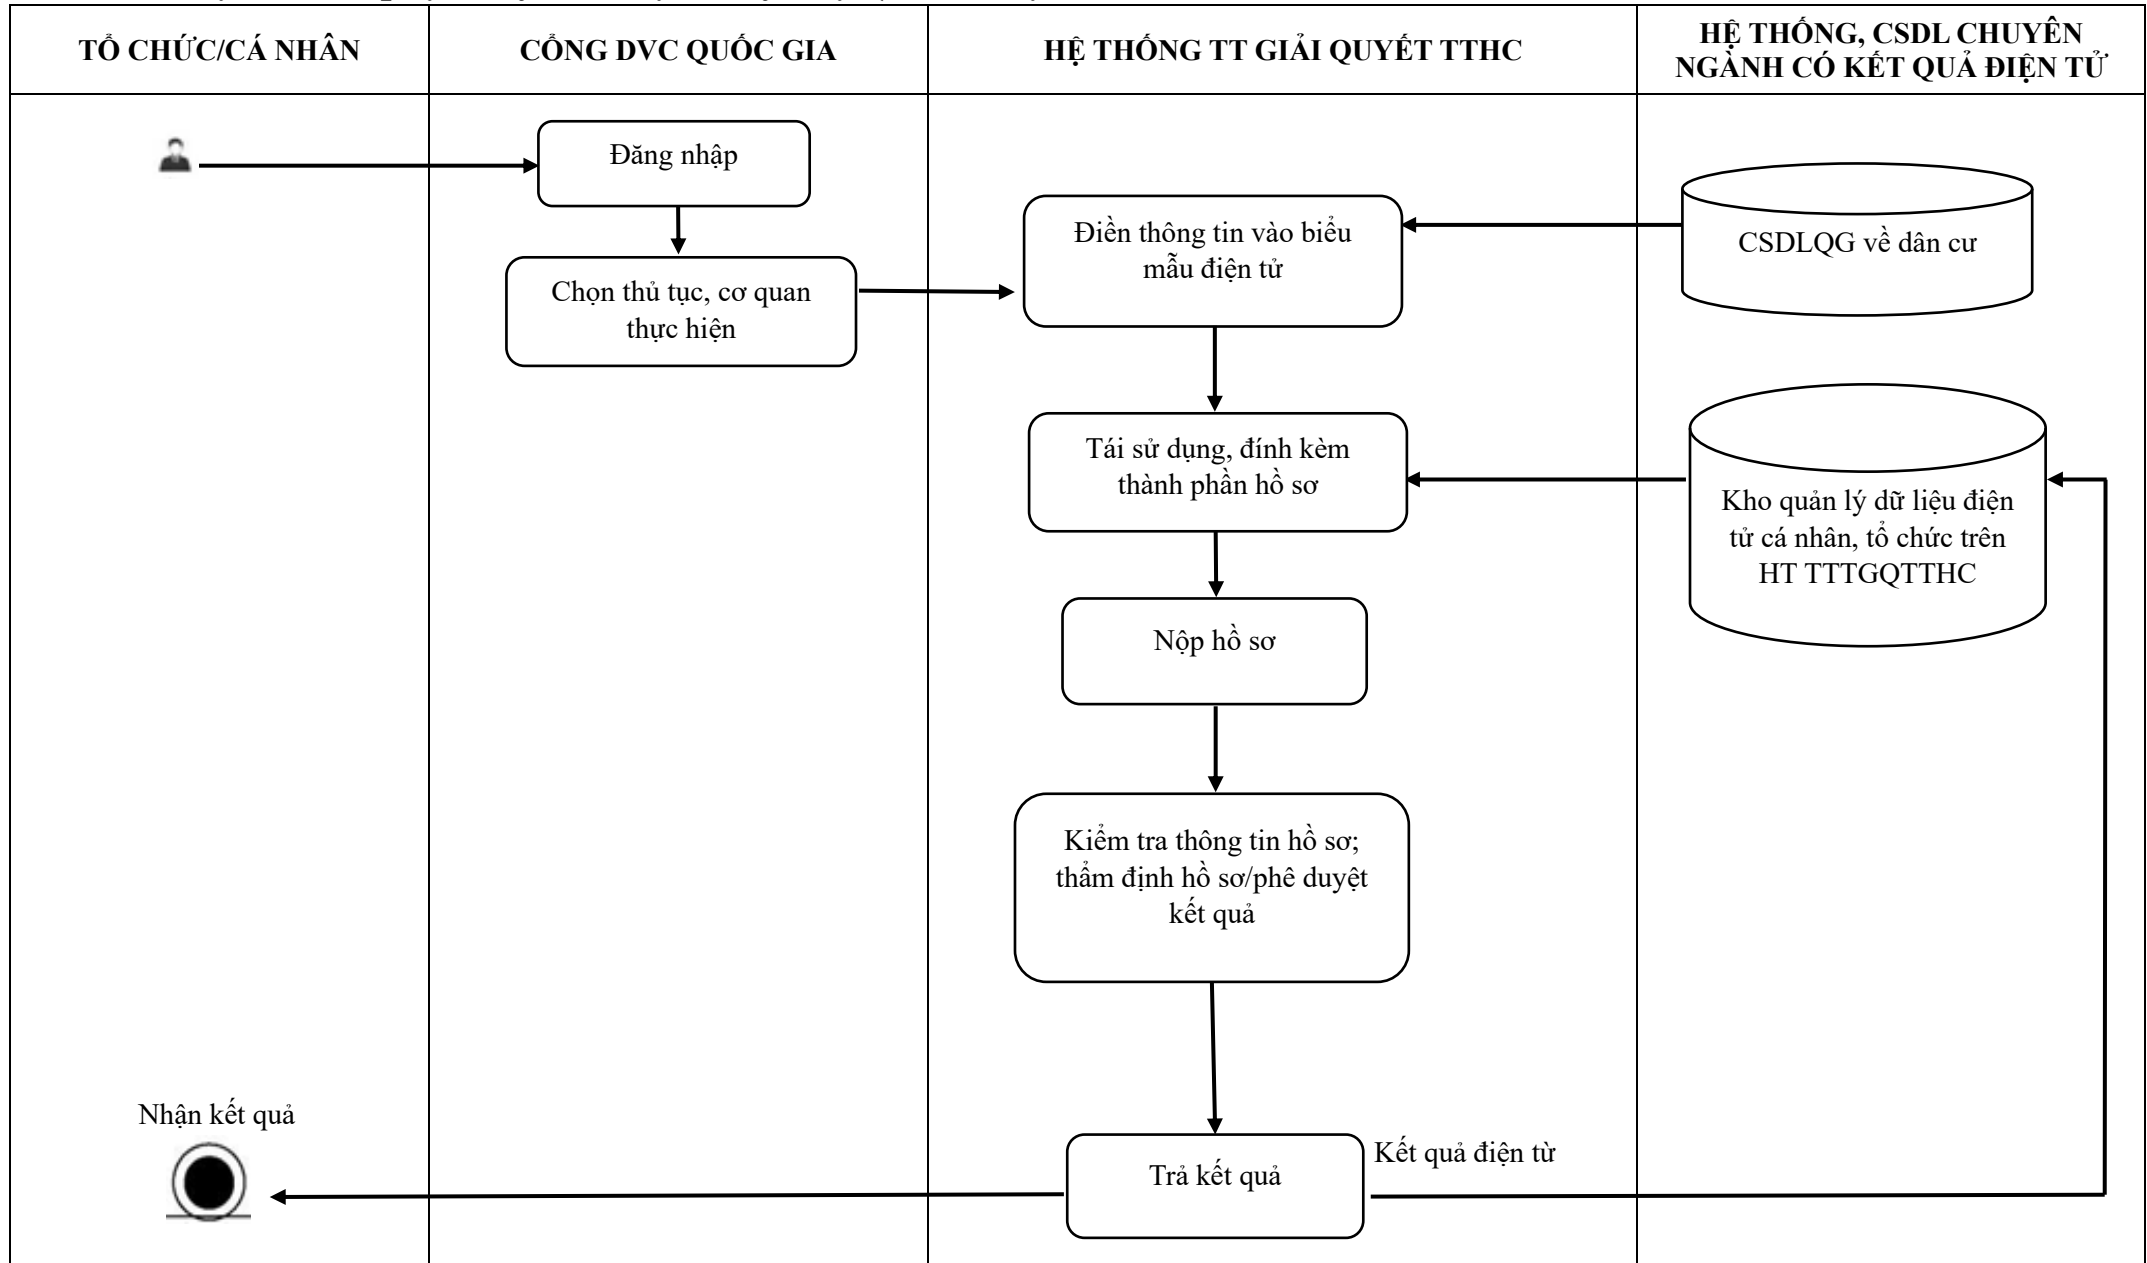 TỔ CHỨC/CÁ NHÂN
CỔNG DVC QUỐC GIA
HỆ THỐNG TT GIẢI QUYẾT TTHC
HỆ THỐNG, CSDL CHUYÊN
NGÀNH CÓ KẾT QUẢ ĐIỆN TỬ
Đăng nhập
Chọn thủ tục, cơ quan
thực hiện
Điền thông tin vào biểu
mẫu điện tử
CSDLQG về dân cư
Tái sử dụng, đính kèm
thành phần hồ sơ
Kho quản lý dữ liệu điện
tử cá nhân, tổ chức trên
HT TTTGQTTHC
Nộp hồ sơ
Kiểm tra thông tin hồ sơ;
thẩm định hồ sơ/phê duyệt
kết quả
Nhận kết quả
Trả kết quả
Kết quả điện từ